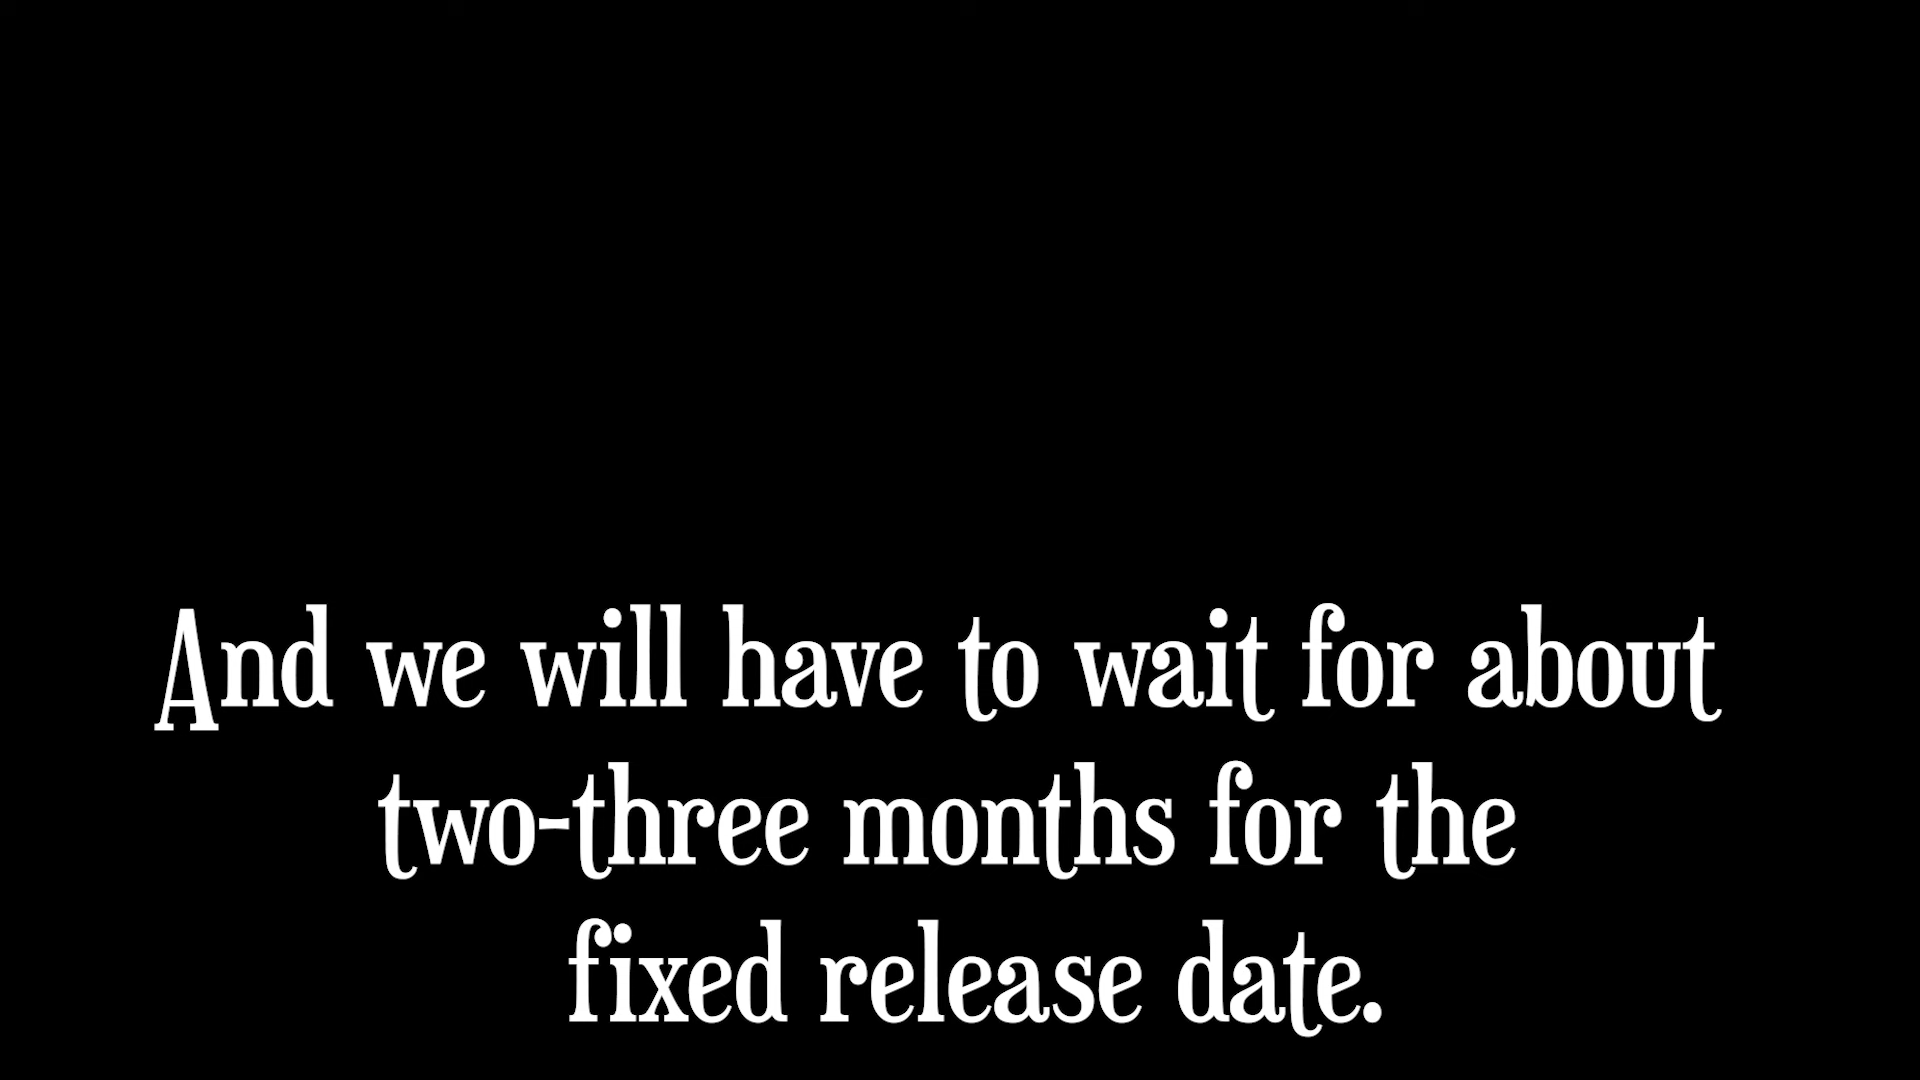 And we will have to wait for about
two-three months for the
fixed release date.